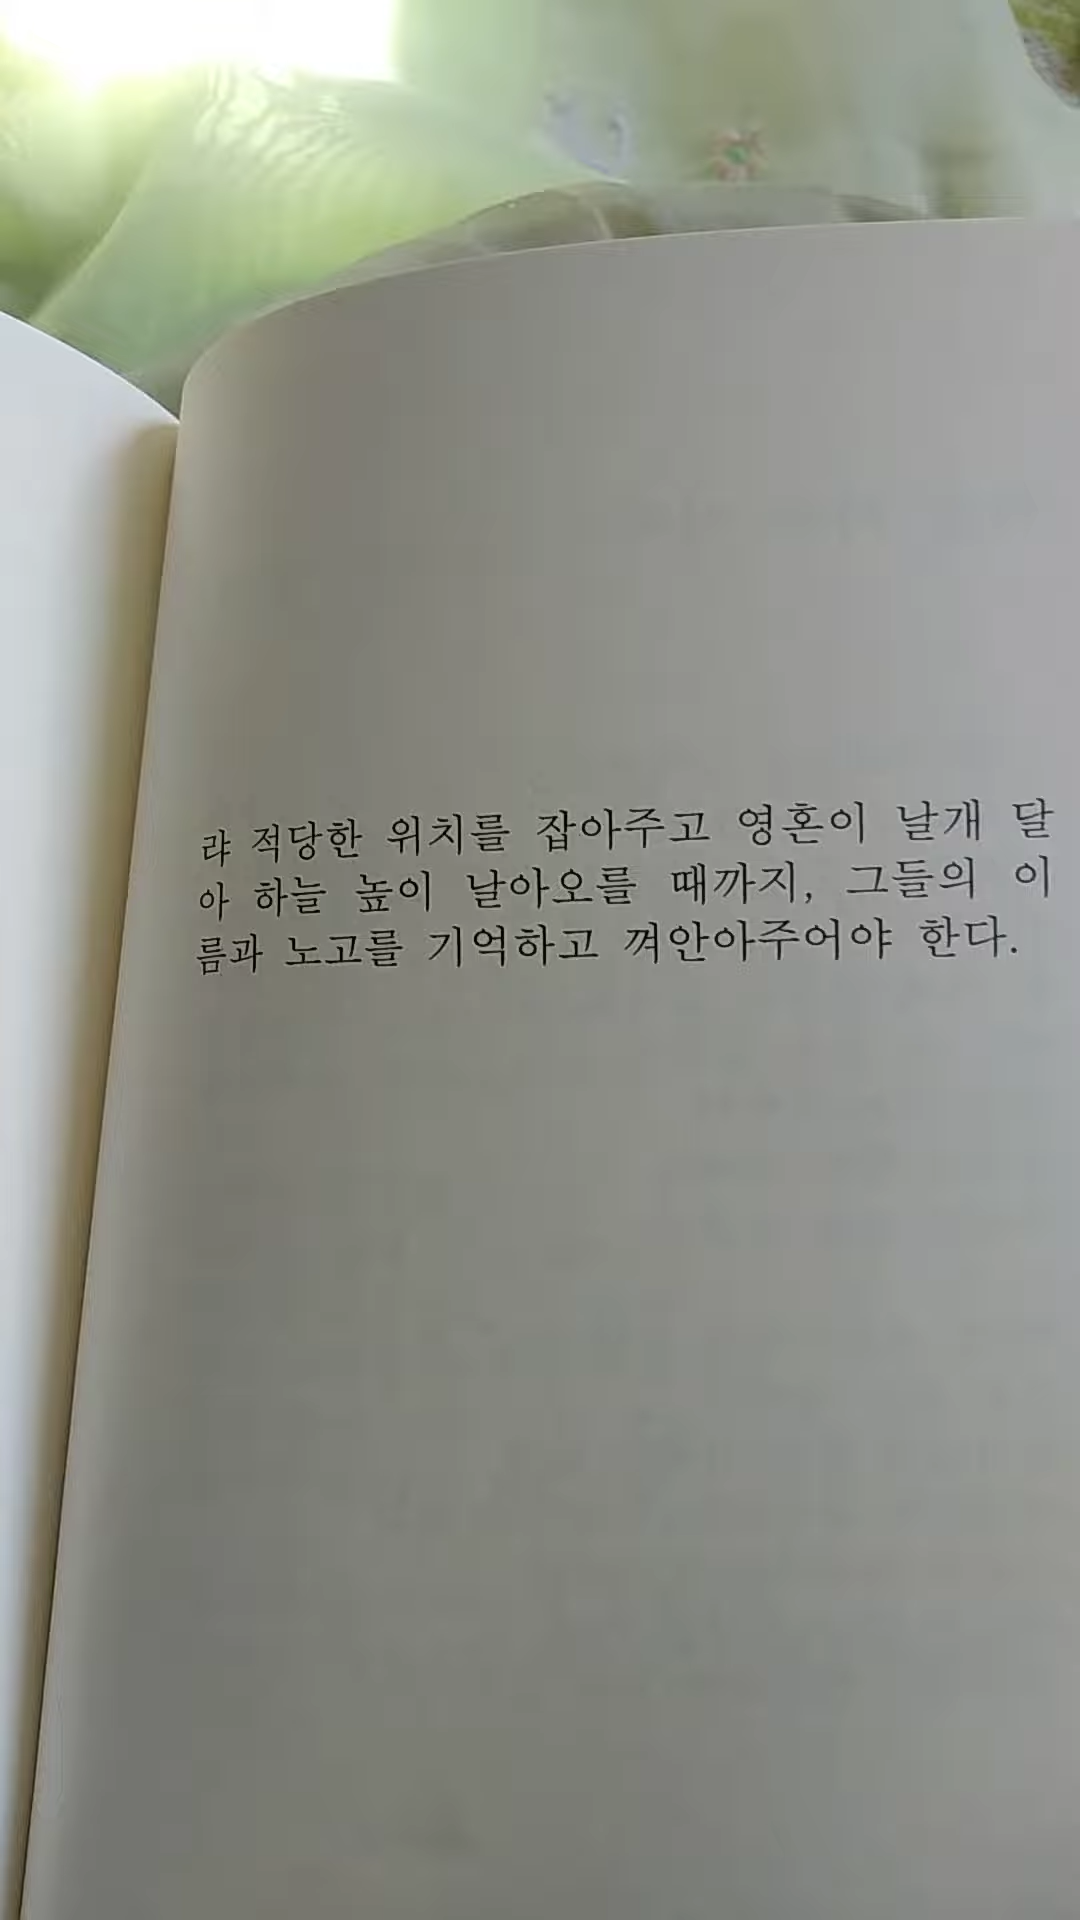 랴 적당한 위치를 잡아주고 영혼이 날개 달
아 하늘 높이 날아오를 때까지, 그들의 이
름과 노고를 기억하고 껴안아주어야 한다.